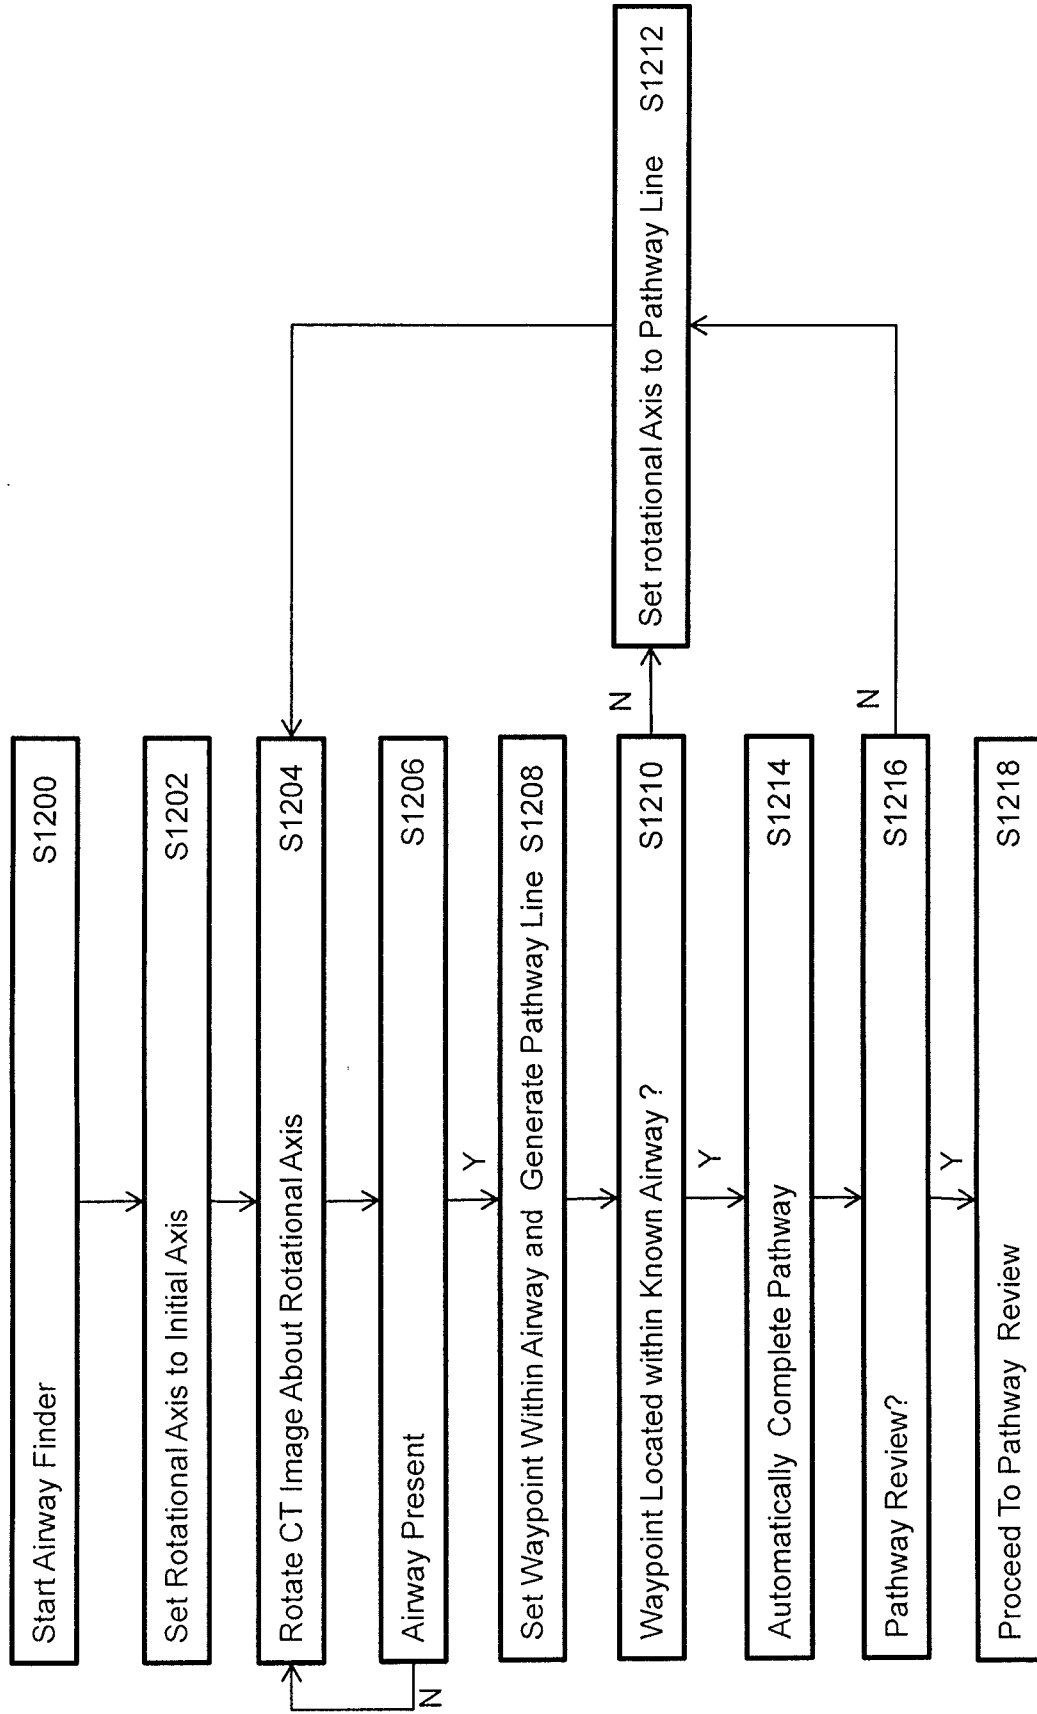 Start Airway Finder S1200
Set Rotational Axis to Initial Axis S1202
Rotate CT Image About Rotational Axis S1204
Airway Present S1206
N
Y
Set Waypoint Within Airway and Generate Pathway Line S1208
Waypoint Located within Known Airway ? S1210
N
Set rotational Axis to Pathway Line S1212
Y
Automatically Complete Pathway S1214
Pathway Review? S1216
N
Y
Proceed To Pathway Review S1218